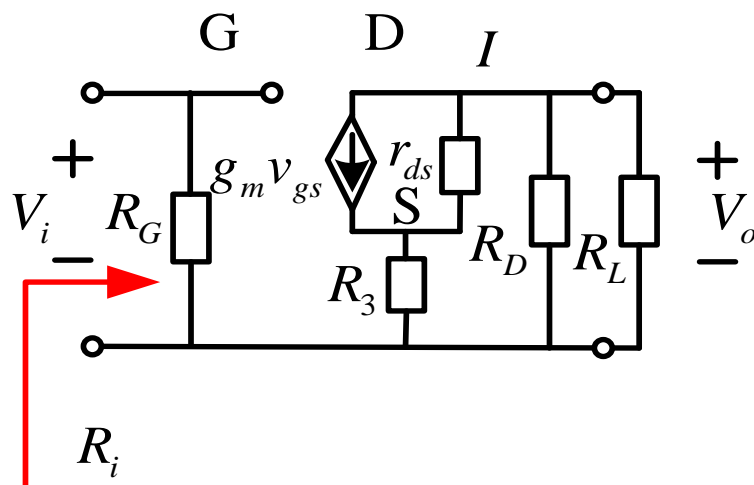 G D I
+ g_m v_gs r_ds +
V_i R_G S R_D R_L V_o
− R_3 −
R_i